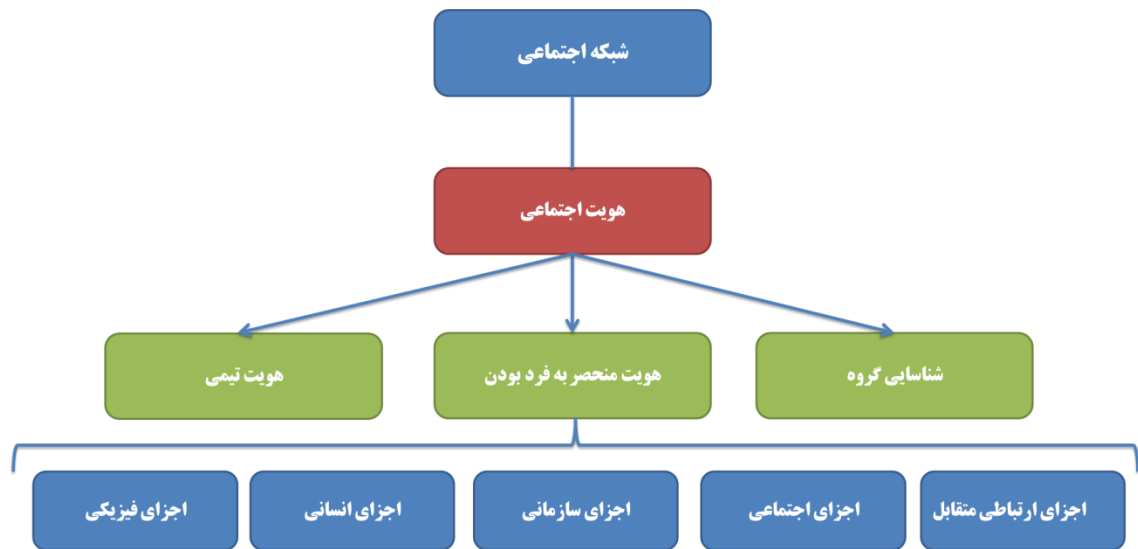 شبکه اجتماعی
هویت اجتماعی
شناسایی گروه
هویت منحصر به فرد بودن
هویت تیمی
اجزای ارتباطی متقابل
اجزای اجتماعی
اجزای سازمانی
اجزای انسانی
اجزای فیزیکی